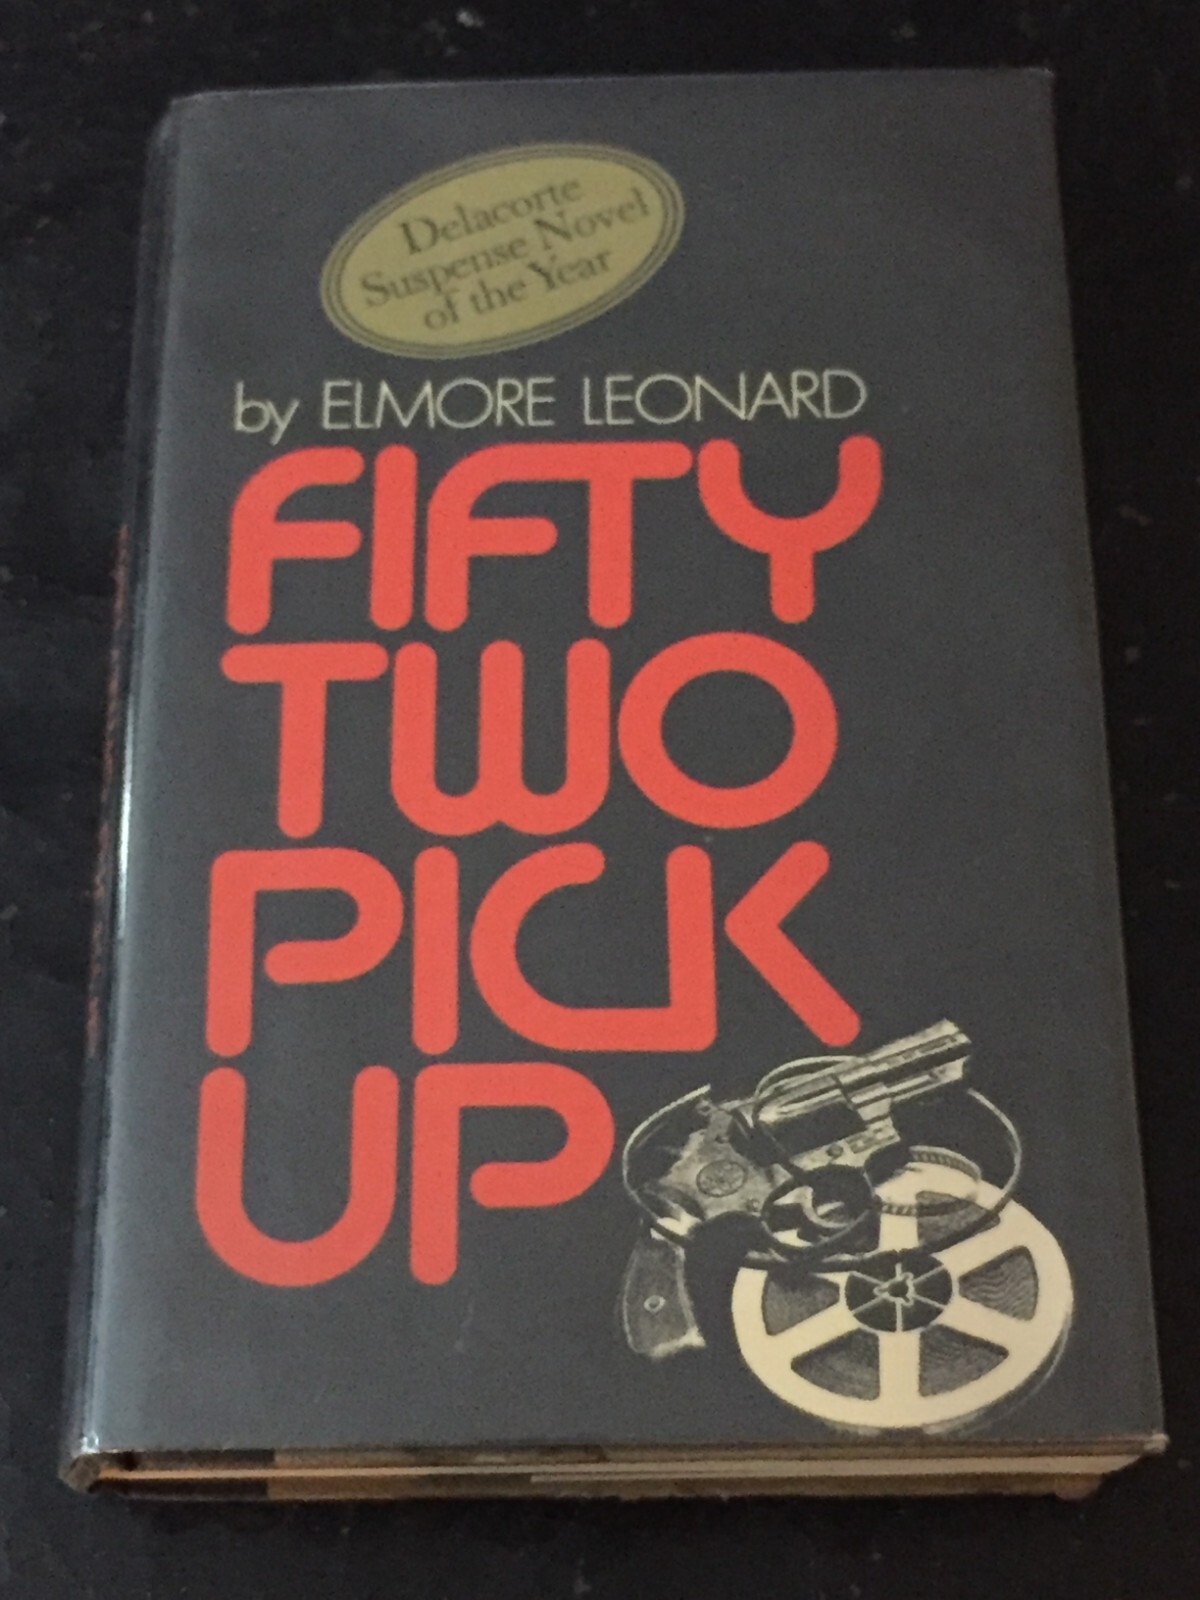 Delacorte
Suspense Novel
of the Year
by ELMORE LEONARD
FIFTY
TWO
PICK
UP